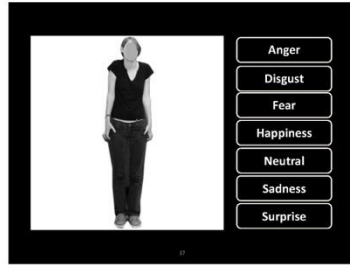 Anger
Disgust
Fear
Happiness
Neutral
Sadness
Surprise